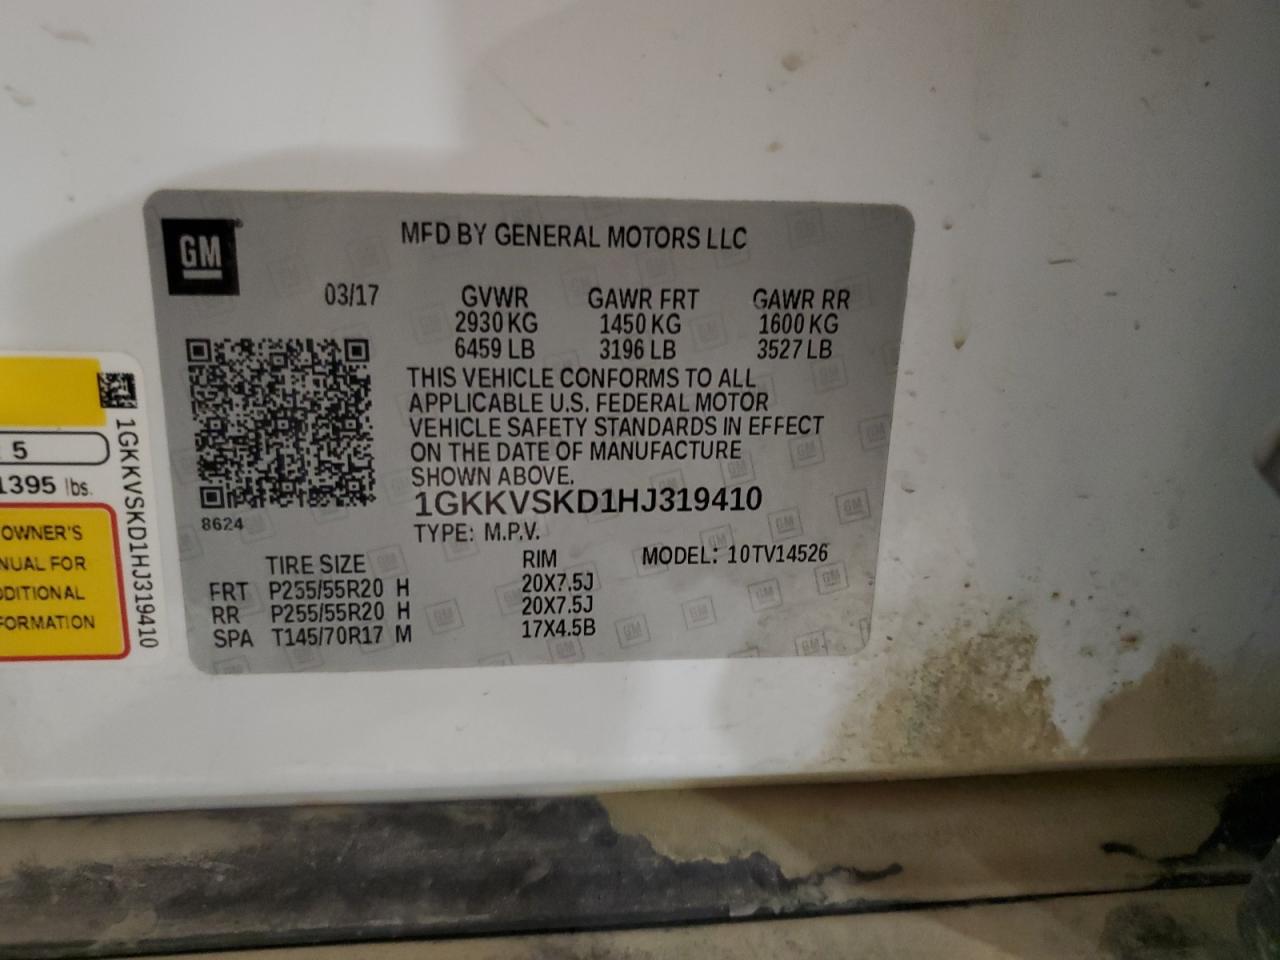 GM
MFD BY GENERAL MOTORS LLC
03/17 GVWR GAWR FRT GAWR RR
2930 KG 1450 KG 1600 KG
6459 LB 3196 LB 3527 LB
THIS VEHICLE CONFORMS TO ALL
APPLICABLE U.S. FEDERAL MOTOR
VEHICLE SAFETY STANDARDS IN EFFECT
ON THE DATE OF MANUFACTURE
SHOWN ABOVE.
8624
1GKKVSKD1HJ319410
TYPE: M.P.V.
TIRE SIZE RIM MODEL: 10TV14526
FRT P255/55R20 H 20X7.5J
RR P255/55R20 H 20X7.5J
SPA T145/70R17 M 17X4.5B
5
1395 lbs.
OWNER'S
NUAL FOR
DDITIONAL
FORMATION
1GKKVSKD1HJ319410